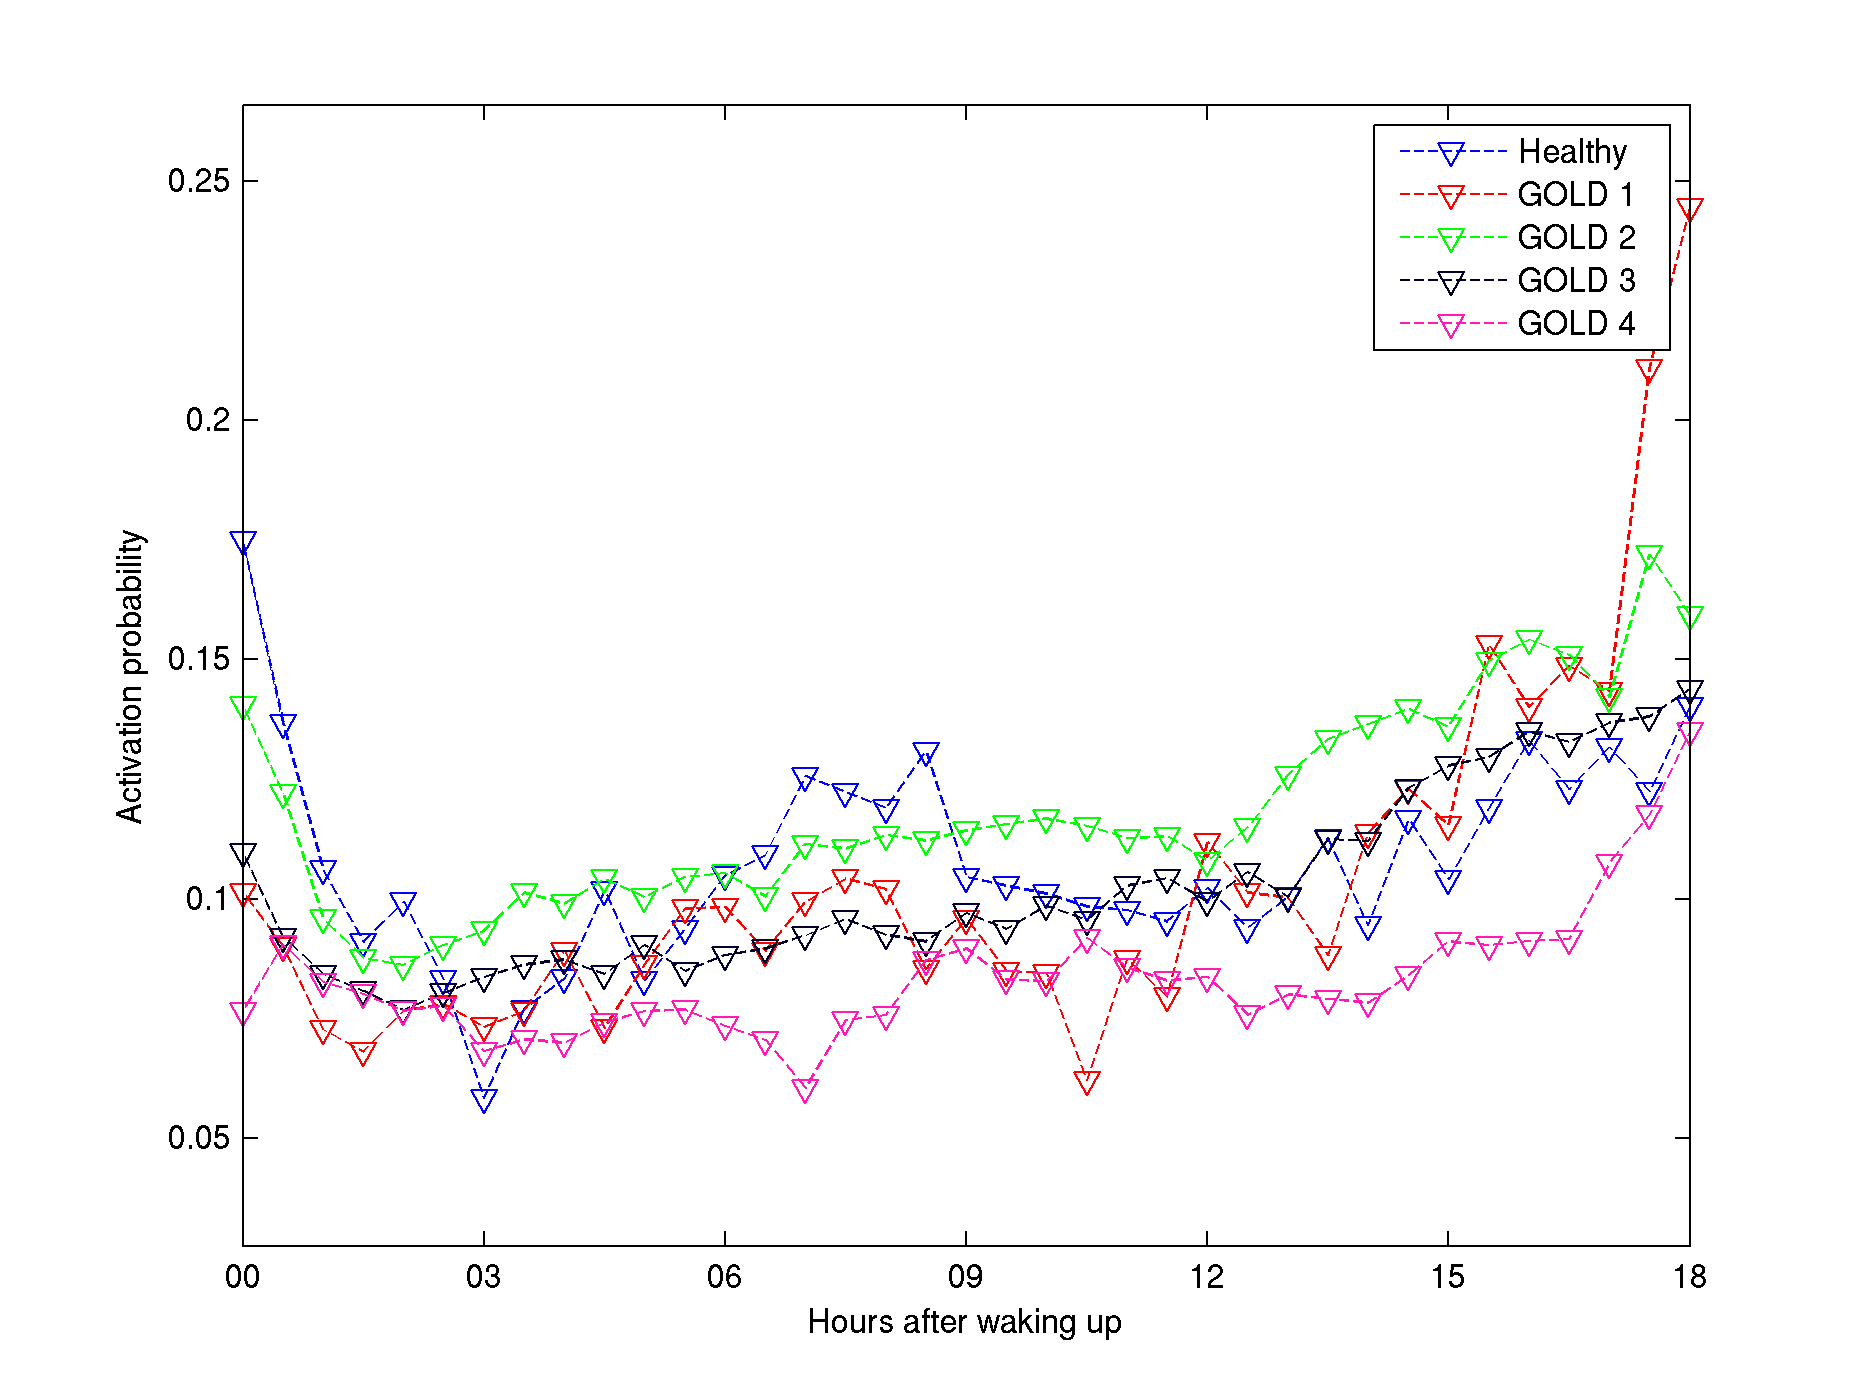 Healthy
GOLD 1
GOLD 2
GOLD 3
GOLD 4
0.25
0.2
0.15
0.1
0.05
Activation probability
00 03 06 09 12 15 18
Hours after waking up